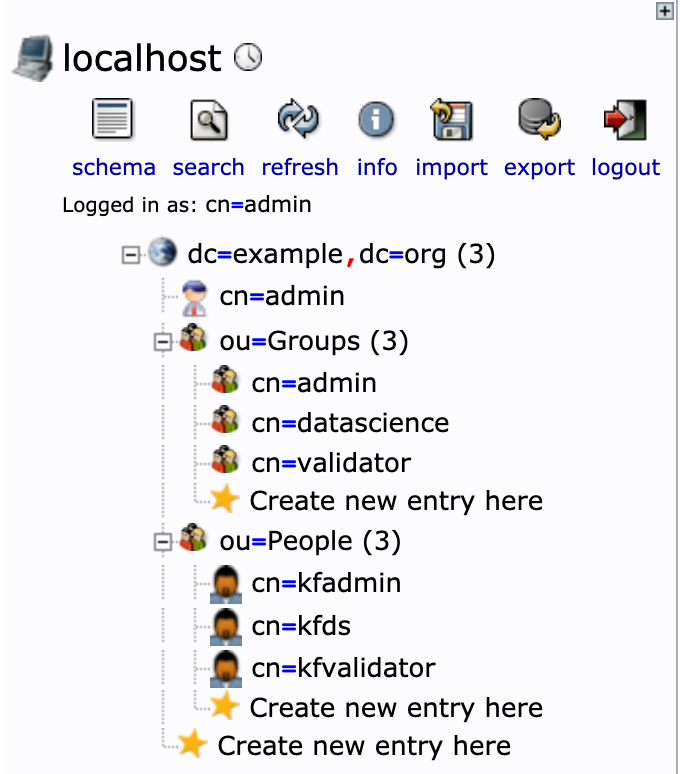 localhost
schema search refresh info import export logout
Logged in as: cn=admin
dc=example,dc=org (3)
cn=admin
ou=Groups (3)
cn=admin
cn=datascience
cn=validator
Create new entry here
ou=People (3)
cn=kfadmin
cn=kfds
cn=kfvalidator
Create new entry here
Create new entry here